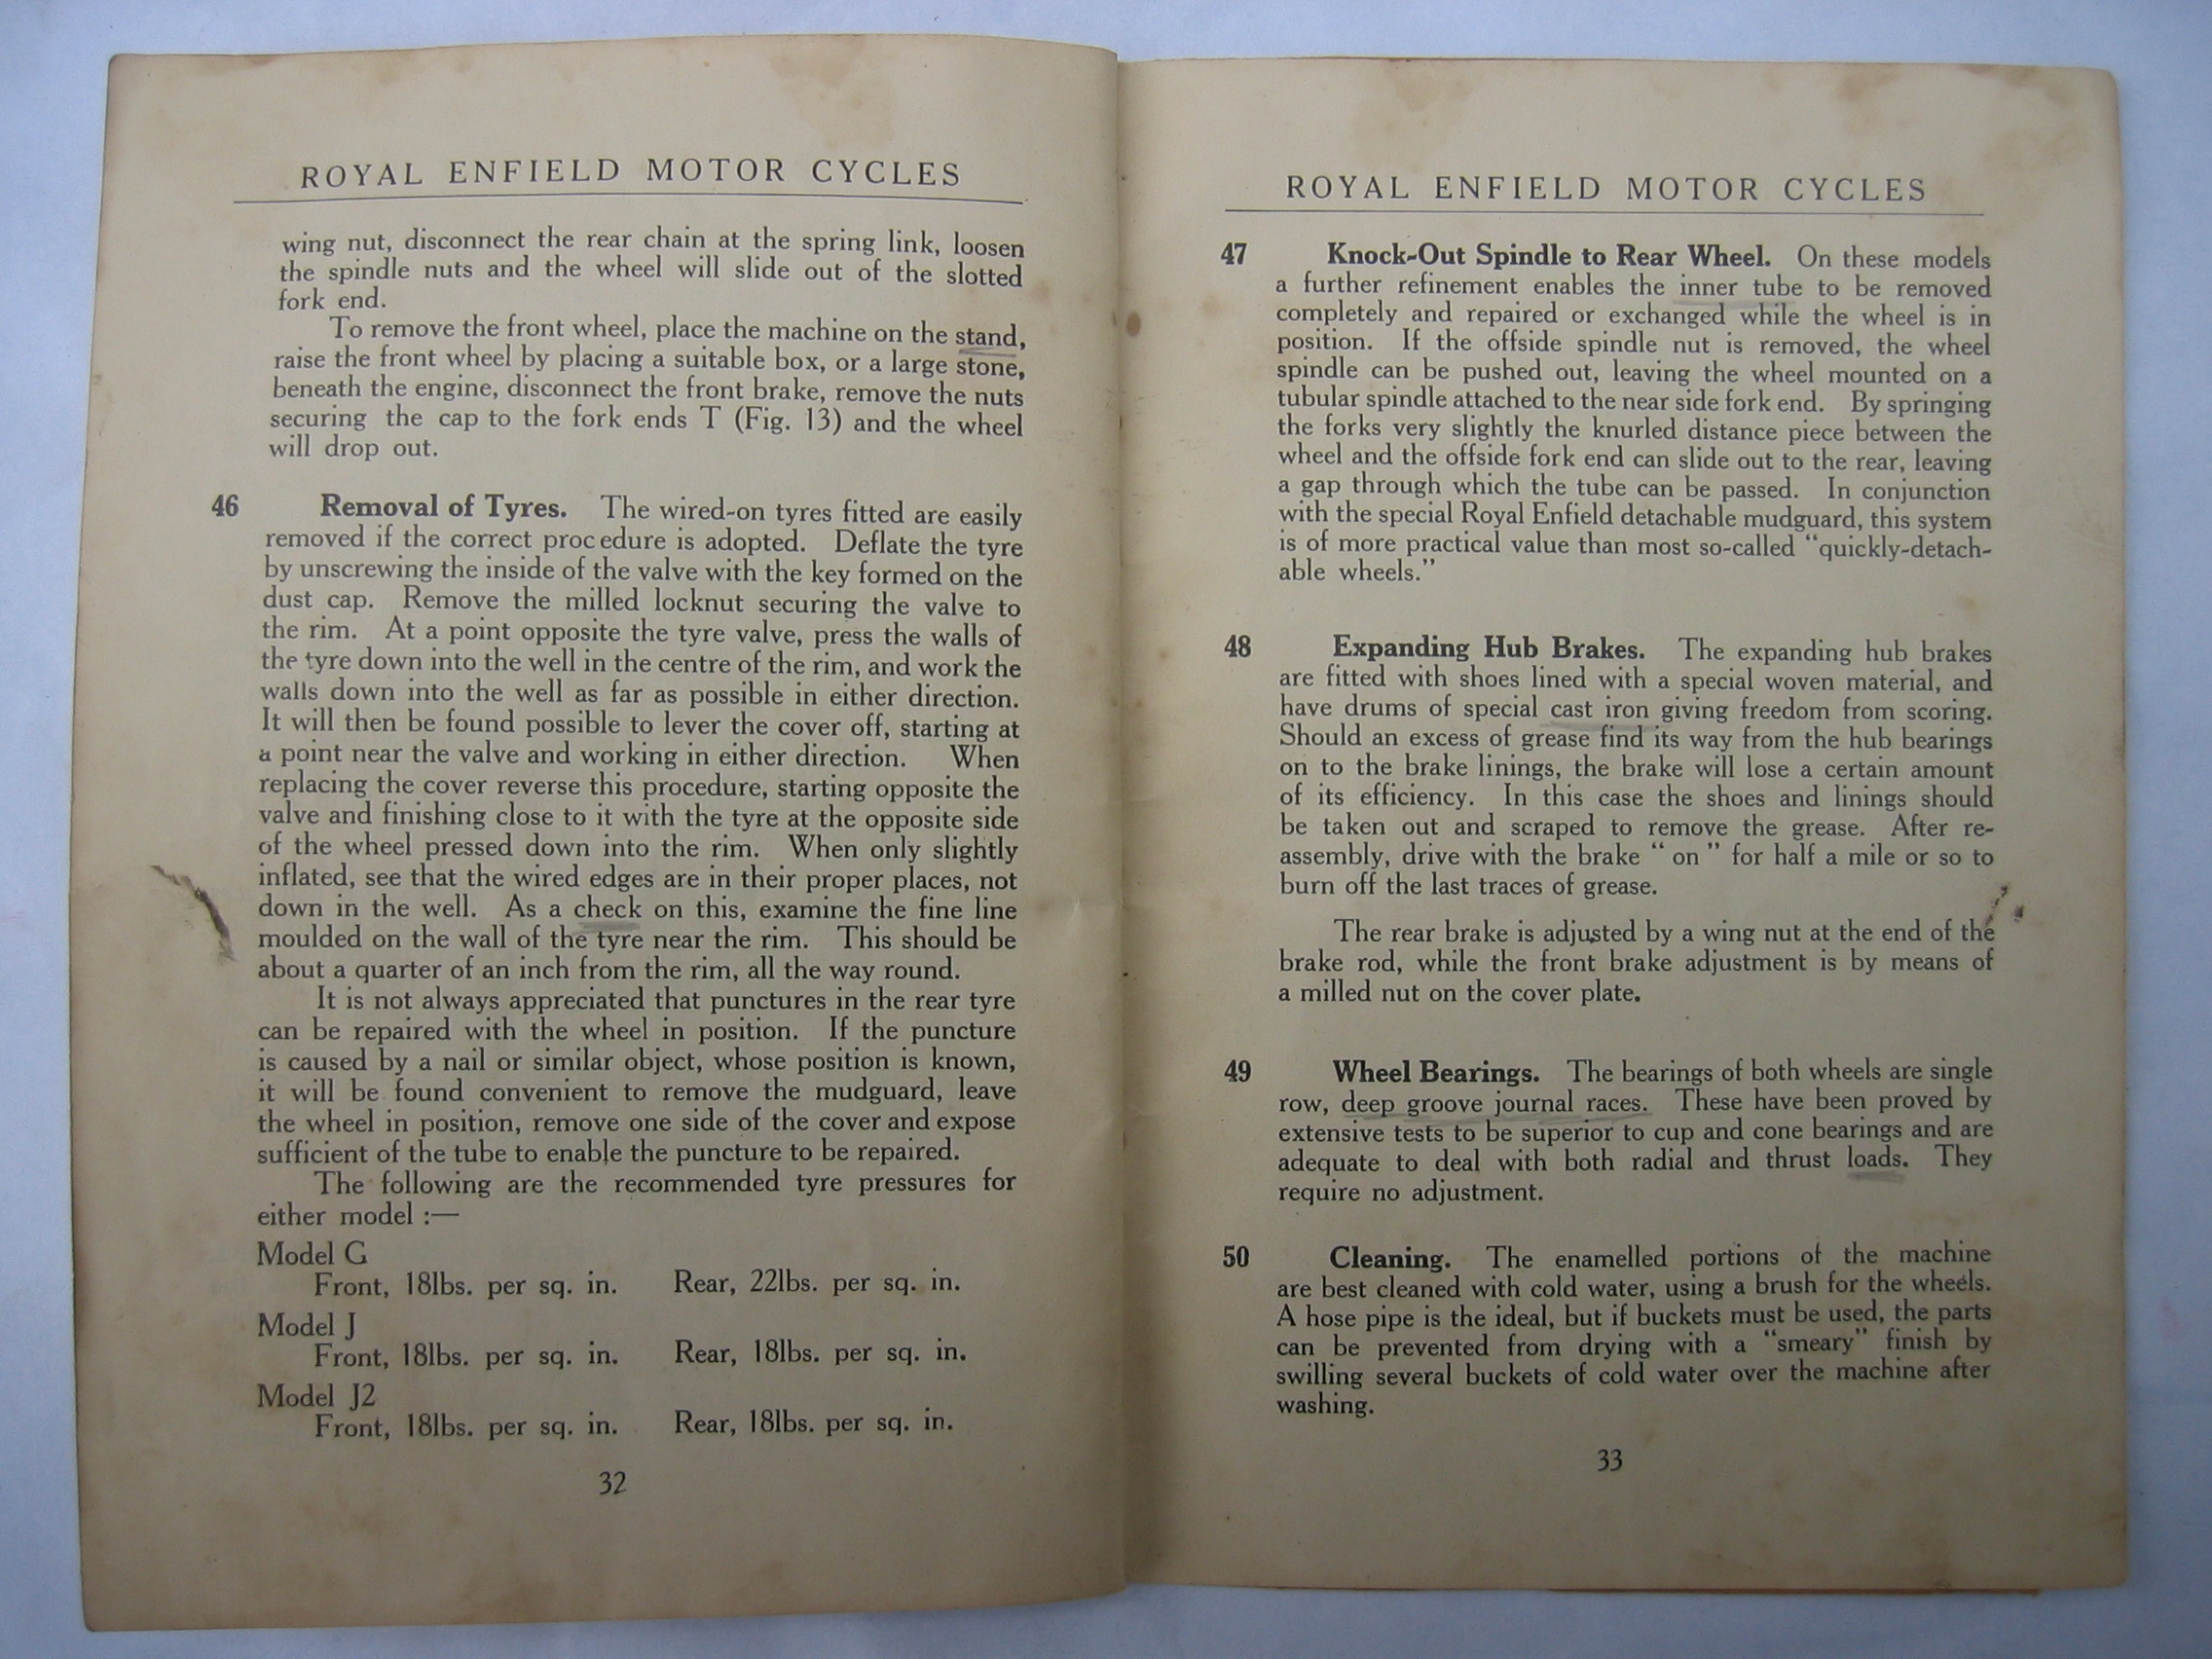 ROYAL ENFIELD MOTOR CYCLES
wing nut, disconnect the rear chain at the spring link, loosen
the spindle nuts and the wheel will slide out of the slotted
fork end.
To remove the front wheel, place the machine on the stand,
raise the front wheel by placing a suitable box, or a large stone,
beneath the engine, disconnect the front brake, remove the nuts
securing the cap to the fork ends T (Fig. 13) and the wheel
will drop out.
46 Removal of Tyres. The wired-on tyres fitted are easily
removed if the correct procedure is adopted. Deflate the tyre
by unscrewing the inside of the valve with the key formed on the
dust cap. Remove the milled locknut securing the valve to
the rim. At a point opposite the tyre valve, press the walls of
the tyre down into the well in the centre of the rim, and work the
walls down into the well as far as possible in either direction.
It will then be found possible to lever the cover off, starting at
a point near the valve and working in either direction. When
replacing the cover reverse this procedure, starting opposite the
valve and finishing close to it with the tyre at the opposite side
of the wheel pressed down into the rim. When only slightly
inflated, see that the wired edges are in their proper places, not
down in the well. As a check on this, examine the fine line
moulded on the wall of the tyre near the rim. This should be
about a quarter of an inch from the rim, all the way round.
It is not always appreciated that punctures in the rear tyre
can be repaired with the wheel in position. If the puncture
is caused by a nail or similar object, whose position is known,
it will be found convenient to remove the mudguard, leave
the wheel in position, remove one side of the cover and expose
sufficient of the tube to enable the puncture to be repaired.
The following are the recommended tyre pressures for
either model :—
Model G
Front, 18lbs. per sq. in. Rear, 22lbs. per sq. in.
Model J
Front, 18lbs. per sq. in. Rear, 18lbs. per sq. in.
Model J2
Front, 18lbs. per sq. in. Rear, 18lbs. per sq. in.
32
ROYAL ENFIELD MOTOR CYCLES
47 Knock-Out Spindle to Rear Wheel. On these models
a further refinement enables the inner tube to be removed
completely and repaired or exchanged while the wheel is in
position. If the offside spindle nut is removed, the wheel
spindle can be pushed out, leaving the wheel mounted on a
tubular spindle attached to the near side fork end. By springing
the forks very slightly the knurled distance piece between the
wheel and the offside fork end can slide out to the rear, leaving
a gap through which the tube can be passed. In conjunction
with the special Royal Enfield detachable mudguard, this system
is of more practical value than most so-called "quickly-detach-
able wheels."
48 Expanding Hub Brakes. The expanding hub brakes
are fitted with shoes lined with a special woven material, and
have drums of special cast iron giving freedom from scoring.
Should an excess of grease find its way from the hub bearings
on to the brake linings, the brake will lose a certain amount
of its efficiency. In this case the shoes and linings should
be taken out and scraped to remove the grease. After re-
assembly, drive with the brake " on " for half a mile or so to
burn off the last traces of grease.
The rear brake is adjusted by a wing nut at the end of the
brake rod, while the front brake adjustment is by means of
a milled nut on the cover plate.
49 Wheel Bearings. The bearings of both wheels are single
row, deep groove journal races. These have been proved by
extensive tests to be superior to cup and cone bearings and are
adequate to deal with both radial and thrust loads. They
require no adjustment.
50 Cleaning. The enamelled portions of the machine
are best cleaned with cold water, using a brush for the wheels.
A hose pipe is the ideal, but if buckets must be used, the parts
can be prevented from drying with a "smeary" finish by
swilling several buckets of cold water over the machine after
washing.
33